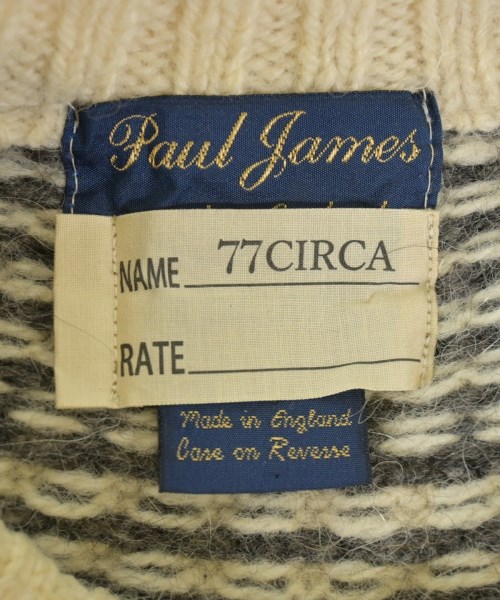 Paul James
NAME 77CIRCA
RATE
Made in England
Care on Reverse